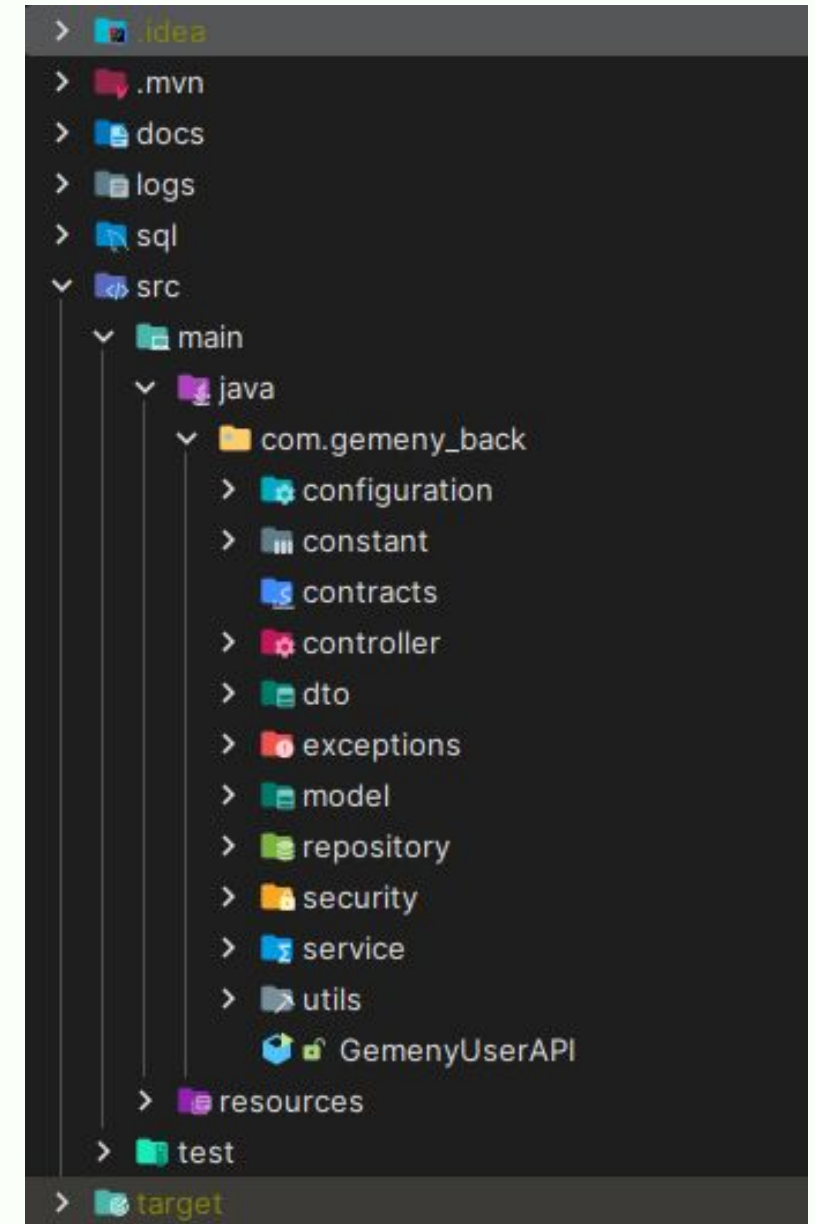 .idea
.mvn
docs
logs
sql
src
main
java
com.gemeny_back
configuration
constant
contracts
controller
dto
exceptions
model
repository
security
service
utils
GemenyUserAPI
resources
test
target